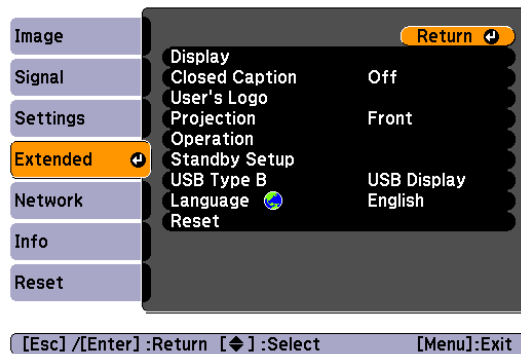 Image
Signal
Settings
Extended
Network
Info
Reset
Return
Display
Closed Caption Off
User's Logo
Projection Front
Operation
Standby Setup
USB Type B USB Display
Language English
Reset
[Esc] /[Enter] :Return [◆] :Select [Menu]:Exit